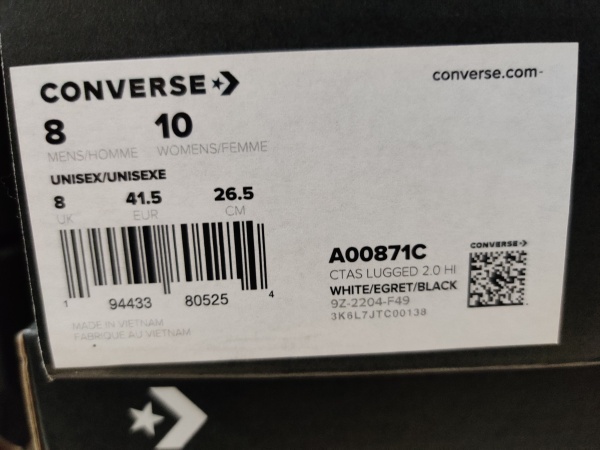 CONVERSE
converse.com
8 10
MENS/HOMME WOMENS/FEMME
UNISEX/UNISEXE
8 41.5 26.5
UK EUR CM
1 94433 80525 4
MADE IN VIETNAM
FABRIQUE AU VIETNAM
A00871C
CTAS LUGGED 2.0 HI
WHITE/EGRET/BLACK
9Z-2204-F49
3K6L7JTC00138
CONVERSE